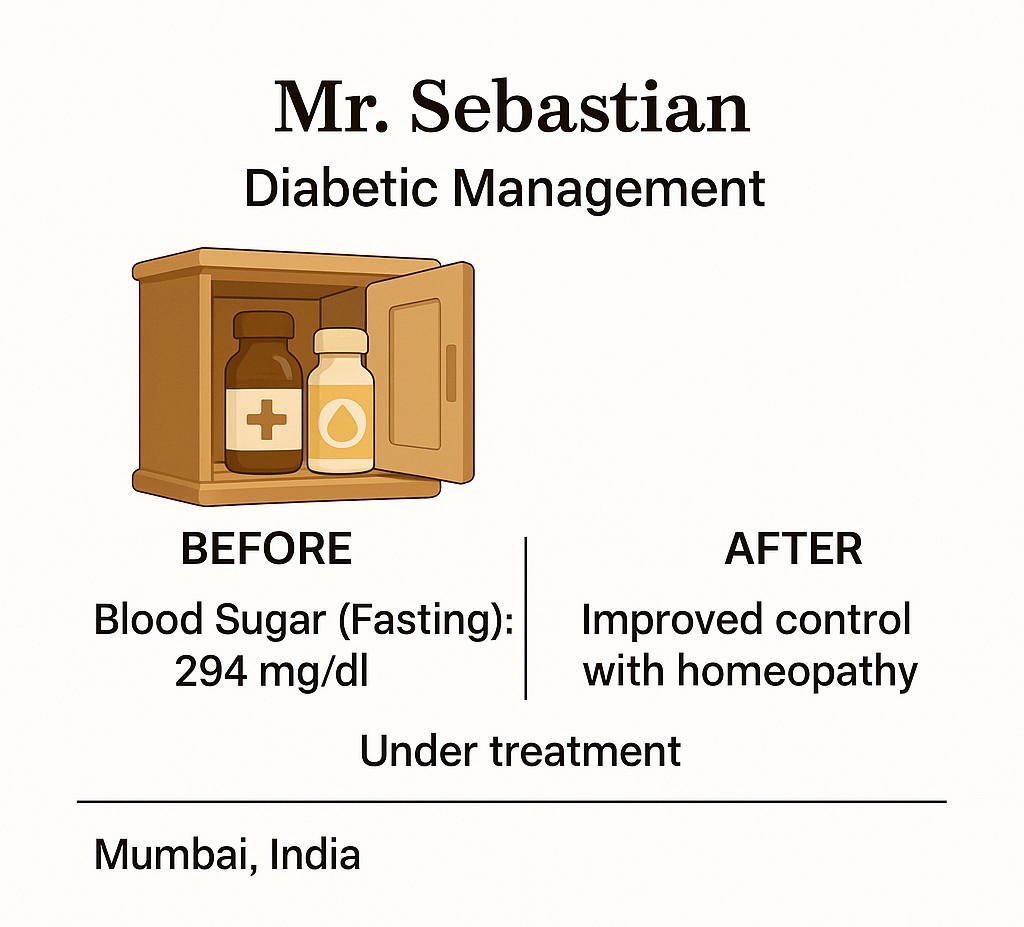 Mr. Sebastian
Diabetic Management
BEFORE
Blood Sugar (Fasting):
294 mg/dl
AFTER
Improved control
with homeopathy
Under treatment
Mumbai, India